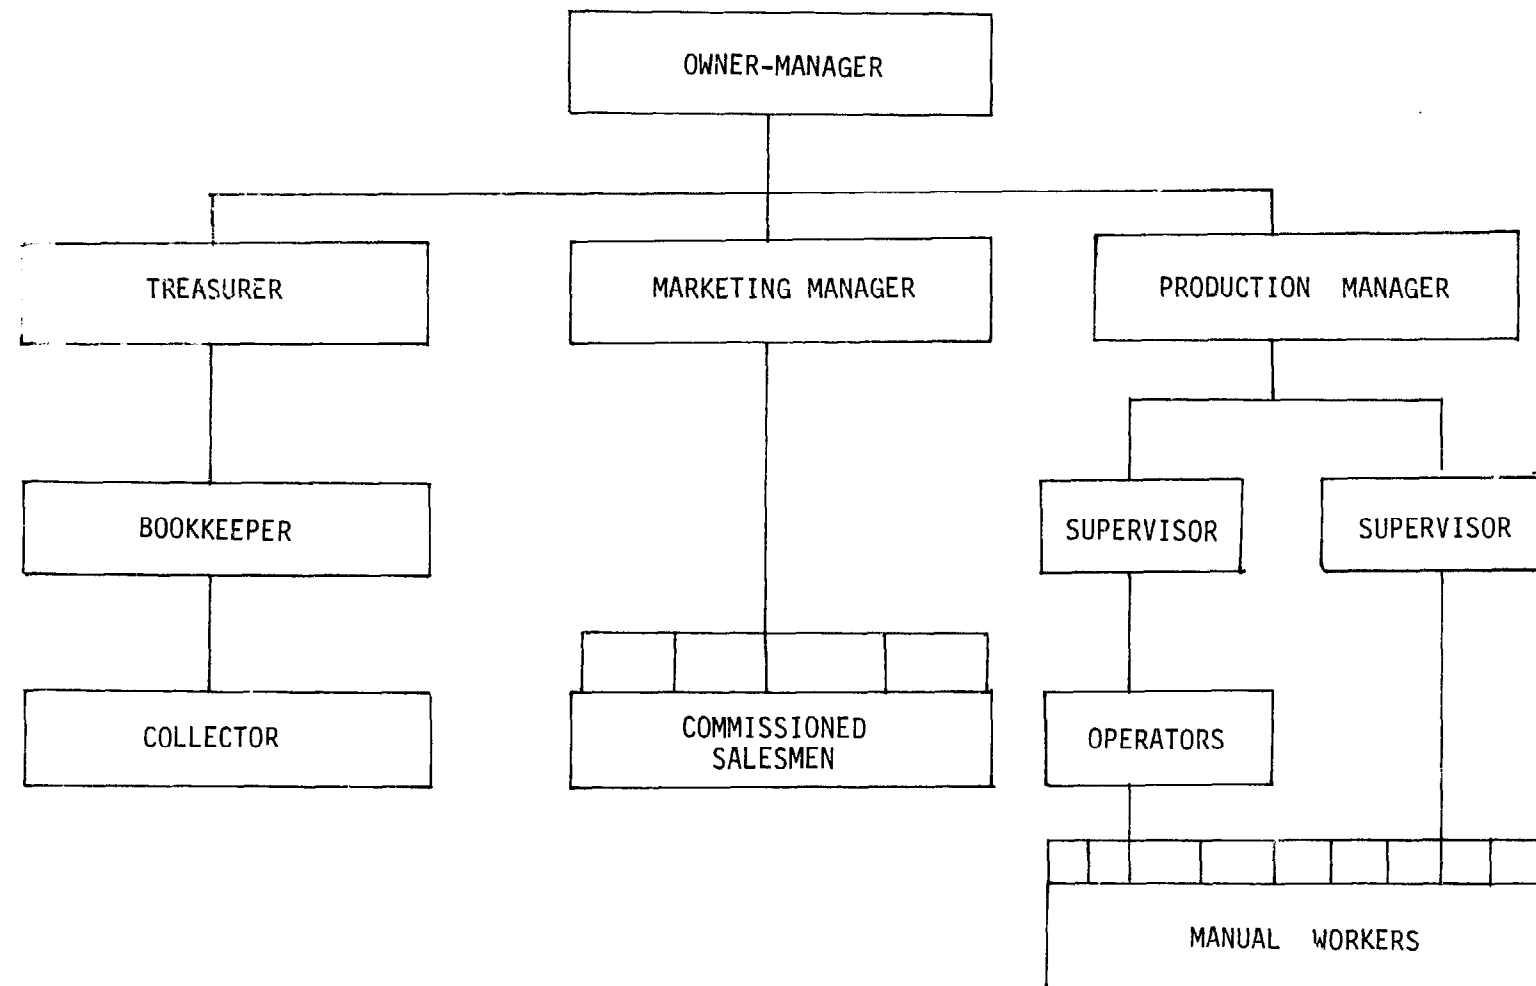 OWNER-MANAGER
TREASURER
MARKETING MANAGER
PRODUCTION MANAGER
BOOKKEEPER
SUPERVISOR
SUPERVISOR
COLLECTOR
COMMISSIONED
SALESMEN
OPERATORS
MANUAL WORKERS